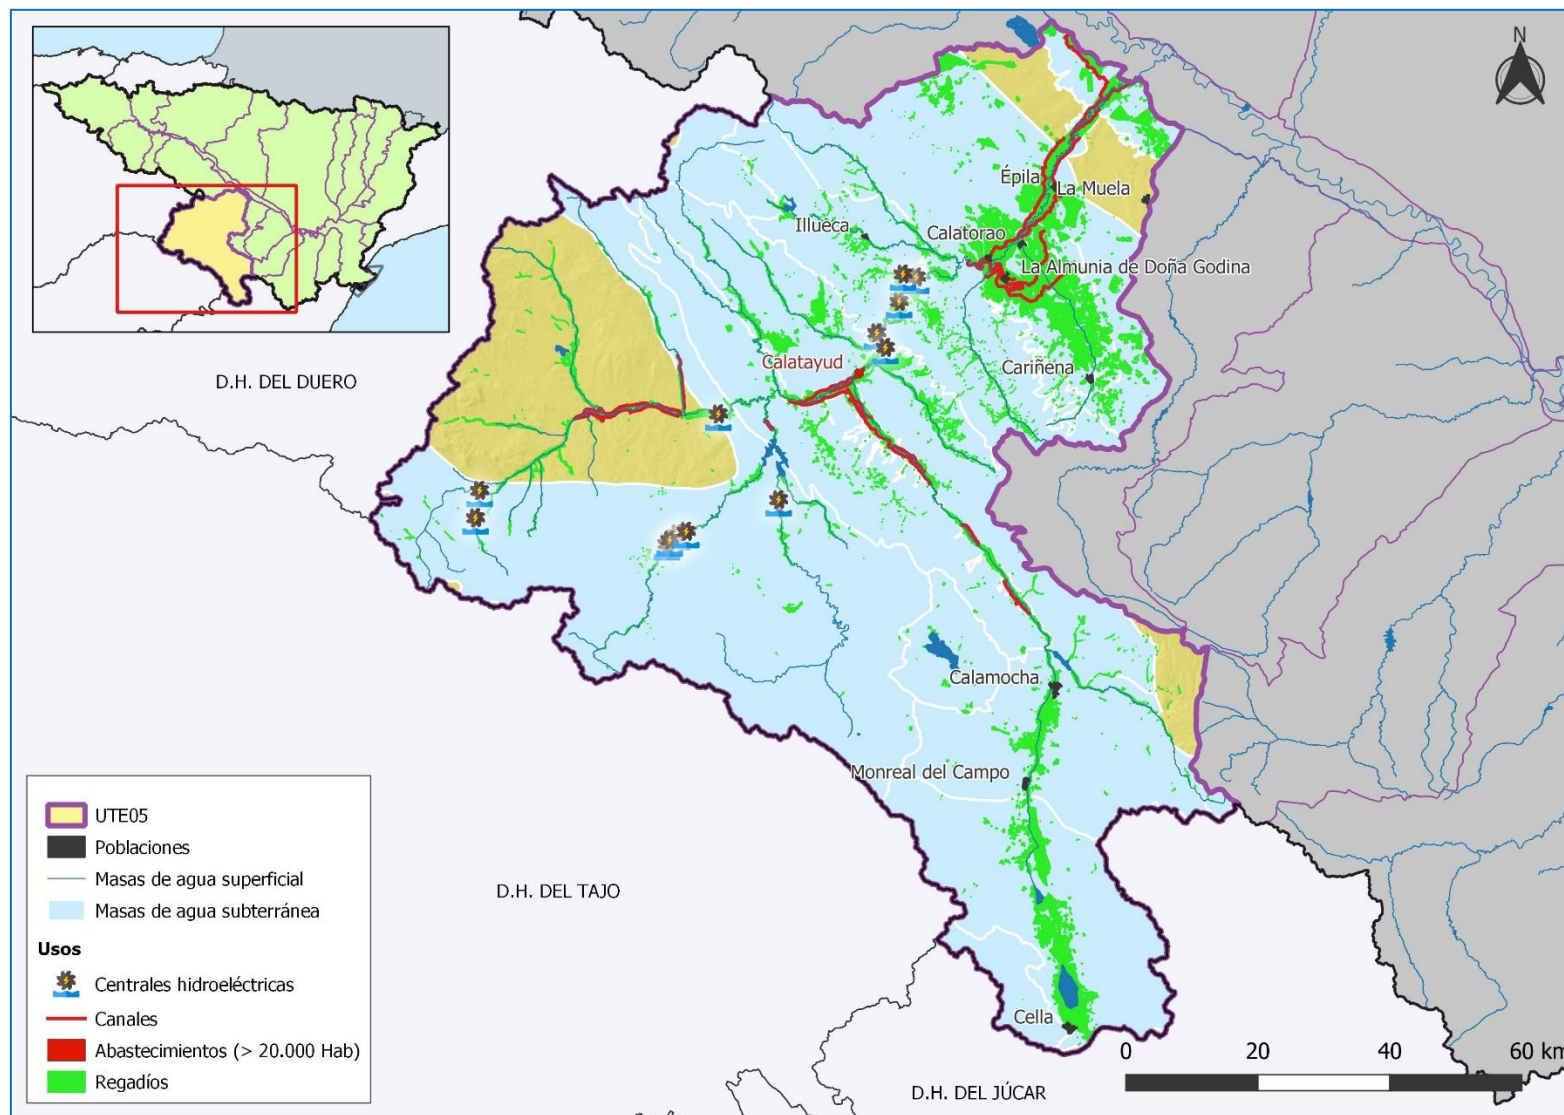 N
Épila
La Muela
Illueca
Calatorao
La Almunia de Doña Godina
Calatayud
Cariñena
D.H. DEL DUERO
Calamocha
Monreal del Campo
D.H. DEL TAJO
Cella
D.H. DEL JÚCAR
UTE05
Poblaciones
Masas de agua superficial
Masas de agua subterránea
Usos
Centrales hidroeléctricas
Canales
Abastecimientos (> 20.000 Hab)
Regadíos
0 20 40 60 km